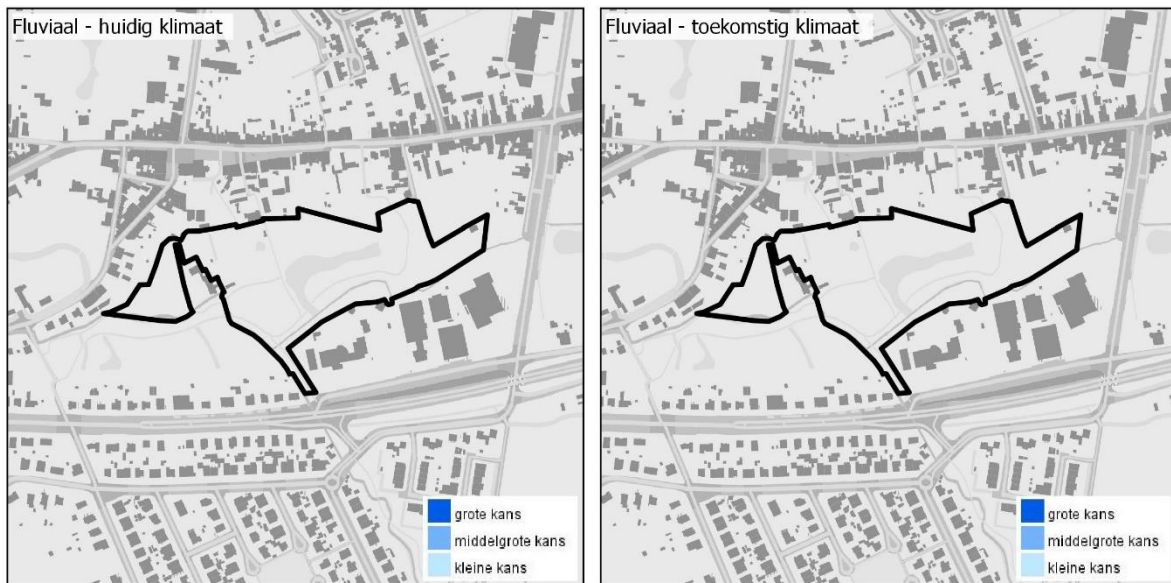 Fluviaal - huidig klimaat
grote kans
middelgrote kans
kleine kans
Fluviaal - toekomstig klimaat
grote kans
middelgrote kans
kleine kans